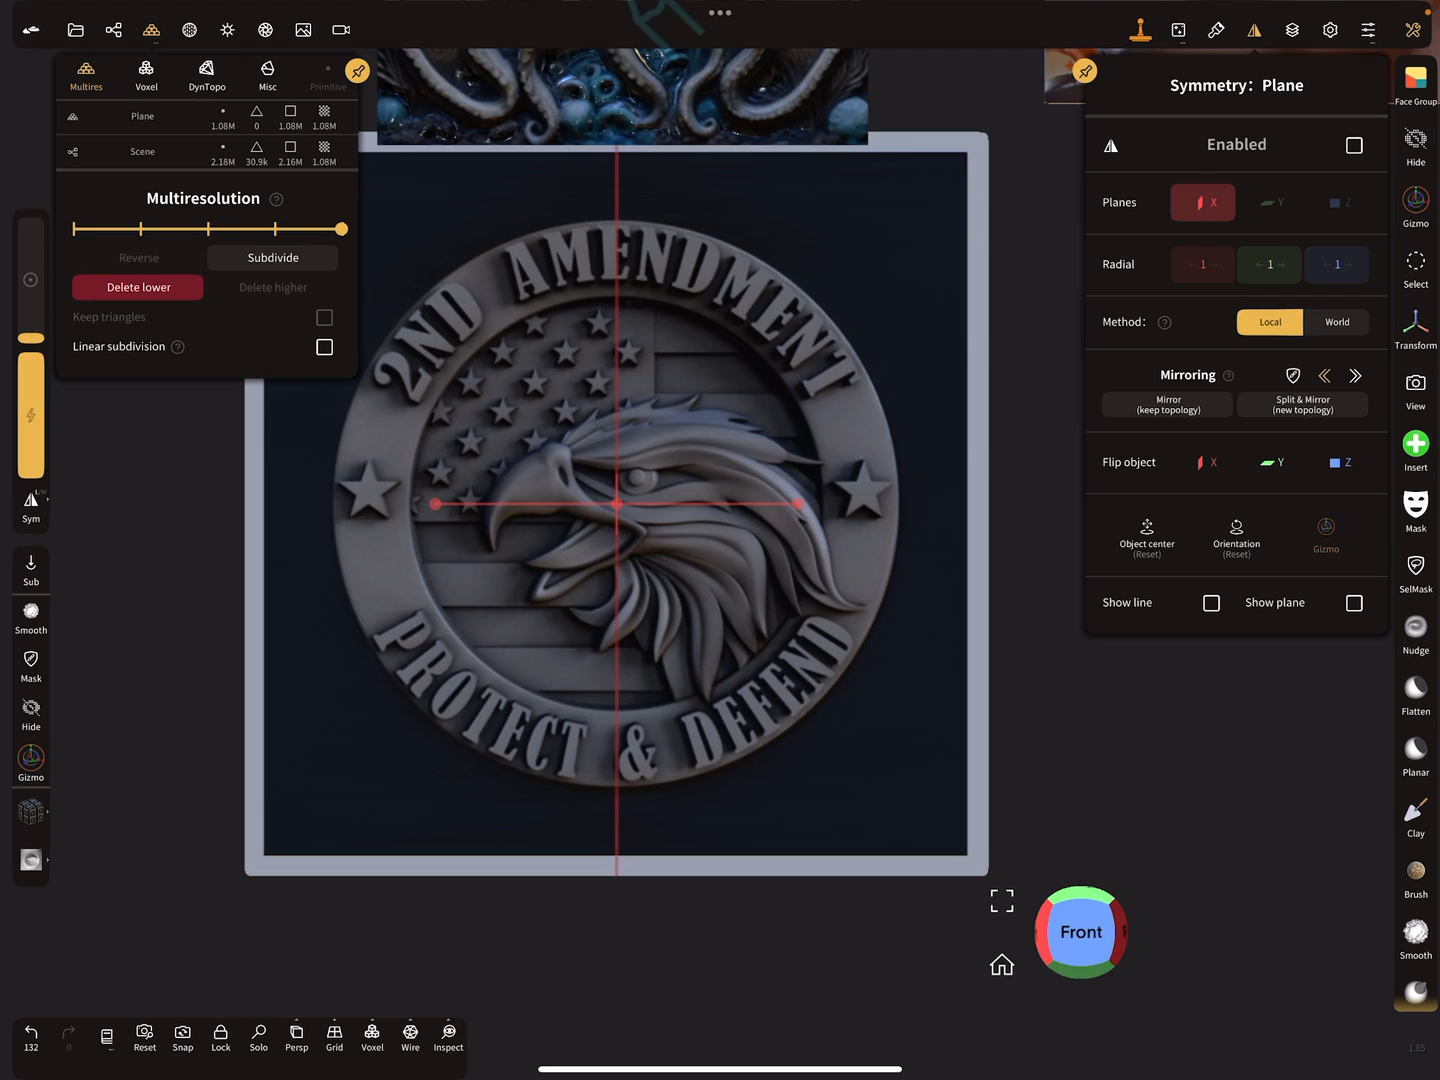 Multires
Voxel
DynTopo
Misc
Primitive
Plane
1.08M
0
1.08M
1.08M
Scene
2.18M
30.9k
2.16M
1.08M
Multiresolution ?
Reverse
Subdivide
Delete lower
Delete higher
Keep triangles
Linear subdivision ?
Sym
Sub
Smooth
Mask
Hide
Gizmo
2ND AMENDMENT
PROTECT & DEFEND
Symmetry: Plane
Enabled
Planes
X
Y
Z
Radial
1
1
1
Method: ?
Local
World
Mirroring ?
Mirror
(keep topology)
Split & Mirror
(new topology)
Flip object
X
Y
Z
Object center
(Reset)
Orientation
(Reset)
Gizmo
Show line
Show plane
Face Group
Hide
Gizmo
Select
Transform
View
Insert
Mask
SelMask
Nudge
Flatten
Planar
Clay
Brush
Smooth
Front
132
0
...
Reset
Snap
Lock
Solo
Persp
Grid
Voxel
Wire
Inspect
1.85